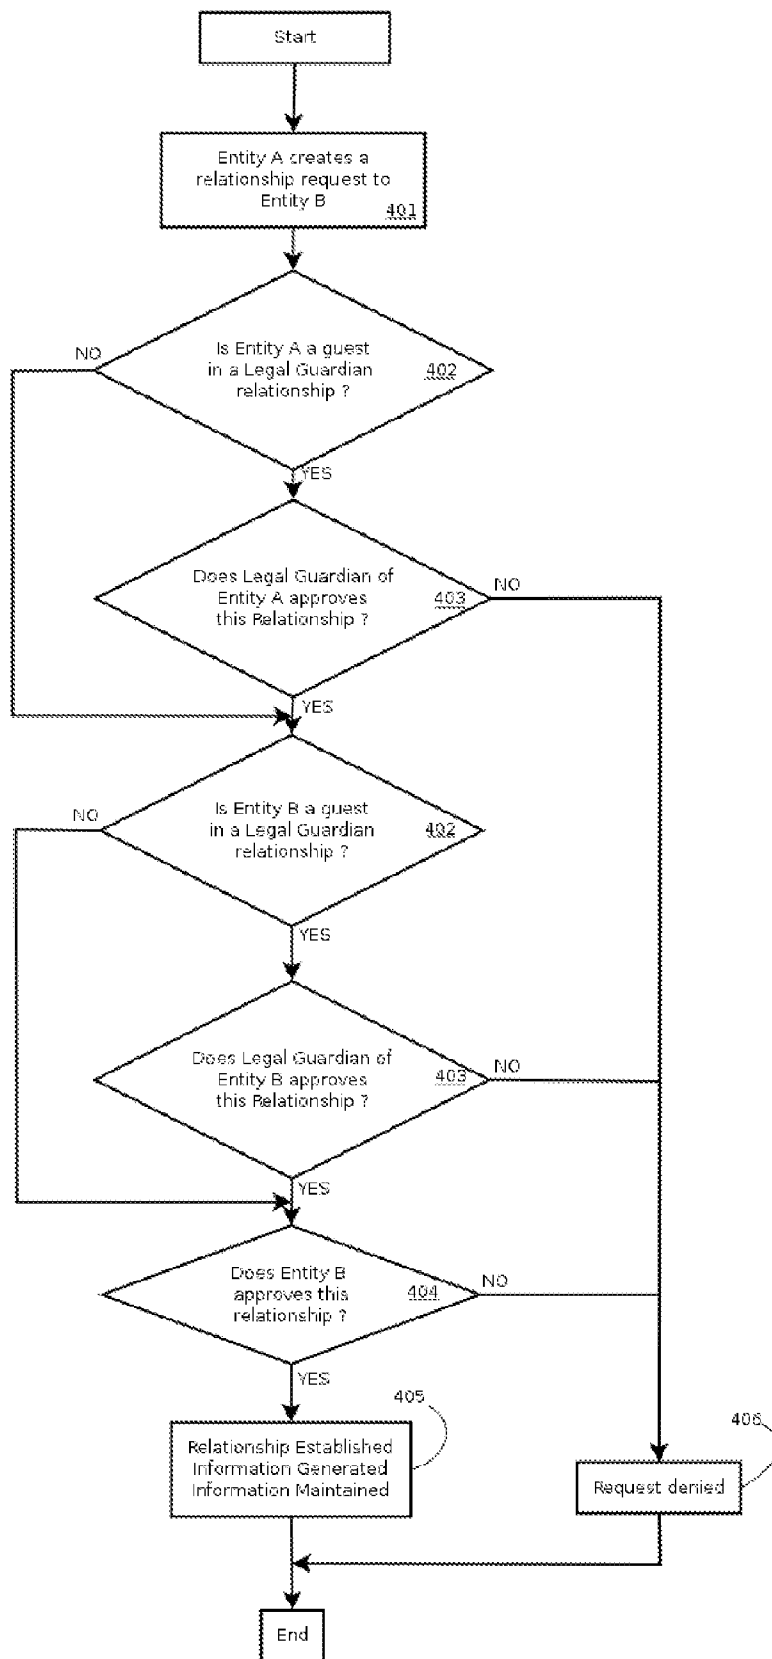 Start
Entity A creates a
relationship request to
Entity B
401
Is Entity A a guest
in a Legal Guardian
relationship ?
402
NO
YES
Does Legal Guardian of
Entity A approves
this Relationship ?
403
NO
YES
Is Entity B a guest
in a Legal Guardian
relationship ?
402
NO
YES
Does Legal Guardian of
Entity B approves
this Relationship ?
403
NO
YES
Does Entity B
approves this
relationship ?
404
NO
YES
405
Relationship Established
Information Generated
Information Maintained
406
Request denied
End